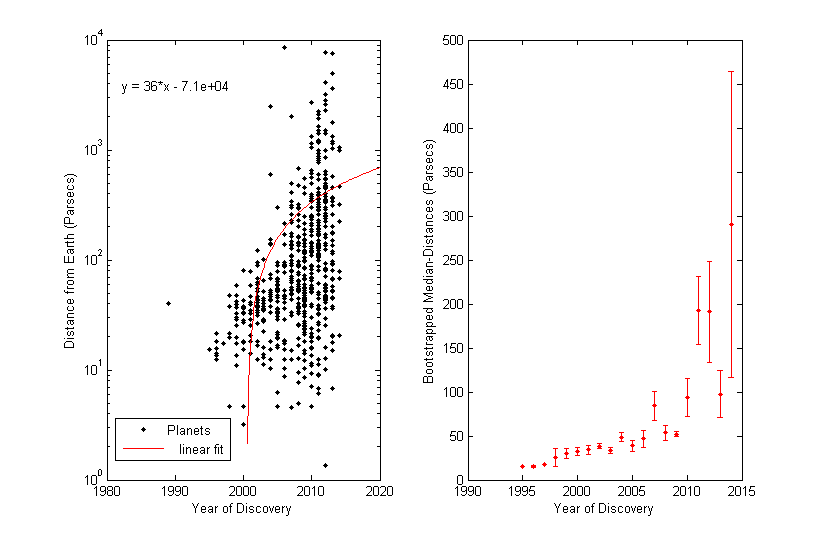 10^4
10^3
10^2
10^1
10^0
Distance from Earth (Parsecs)
y = 36*x - 7.1e+04
Planets
linear fit
1980 1990 2000 2010 2020
Year of Discovery
500
450
400
350
300
250
200
150
100
50
0
Bootstrapped Median-Distances (Parsecs)
1990 1995 2000 2005 2010 2015
Year of Discovery